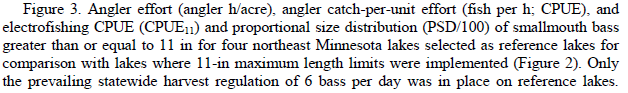 Figure 3. Angler effort (angler h/acre), angler catch-per-unit effort (fish per h; CPUE), and
electrofishing CPUE (CPUE₁₁) and proportional size distribution (PSD/100) of smallmouth bass
greater than or equal to 11 in for four northeast Minnesota lakes selected as reference lakes for
comparison with lakes where 11-in maximum length limits were implemented (Figure 2). Only
the prevailing statewide harvest regulation of 6 bass per day was in place on reference lakes.